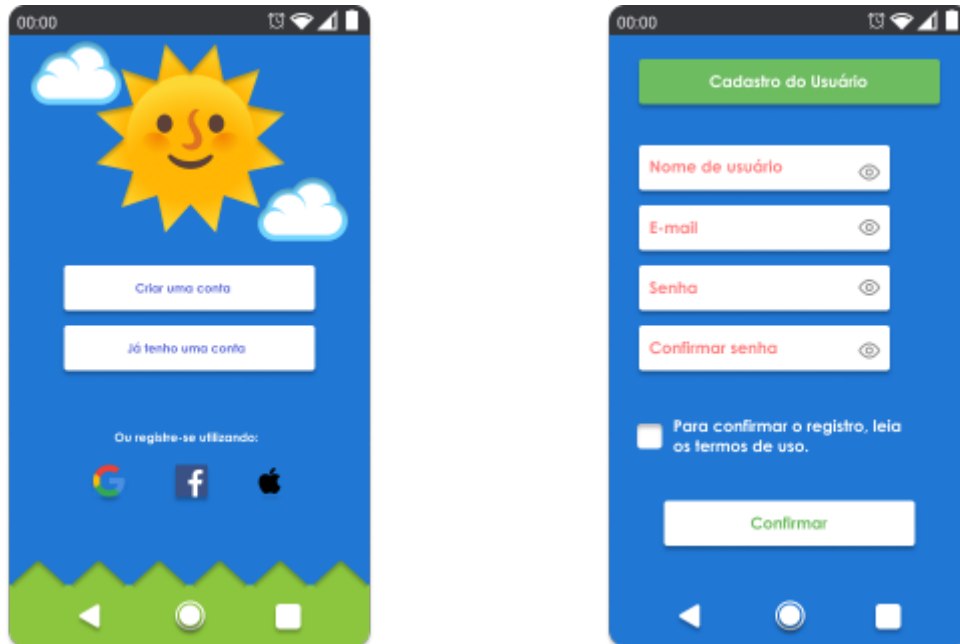 00:00
Criar uma conta
Já tenho uma conta
Ou registre-se utilizando:
00:00
Cadastro do Usuário
Nome de usuário
E-mail
Senha
Confirmar senha
Para confirmar o registro, leia
os termos de uso.
Confirmar